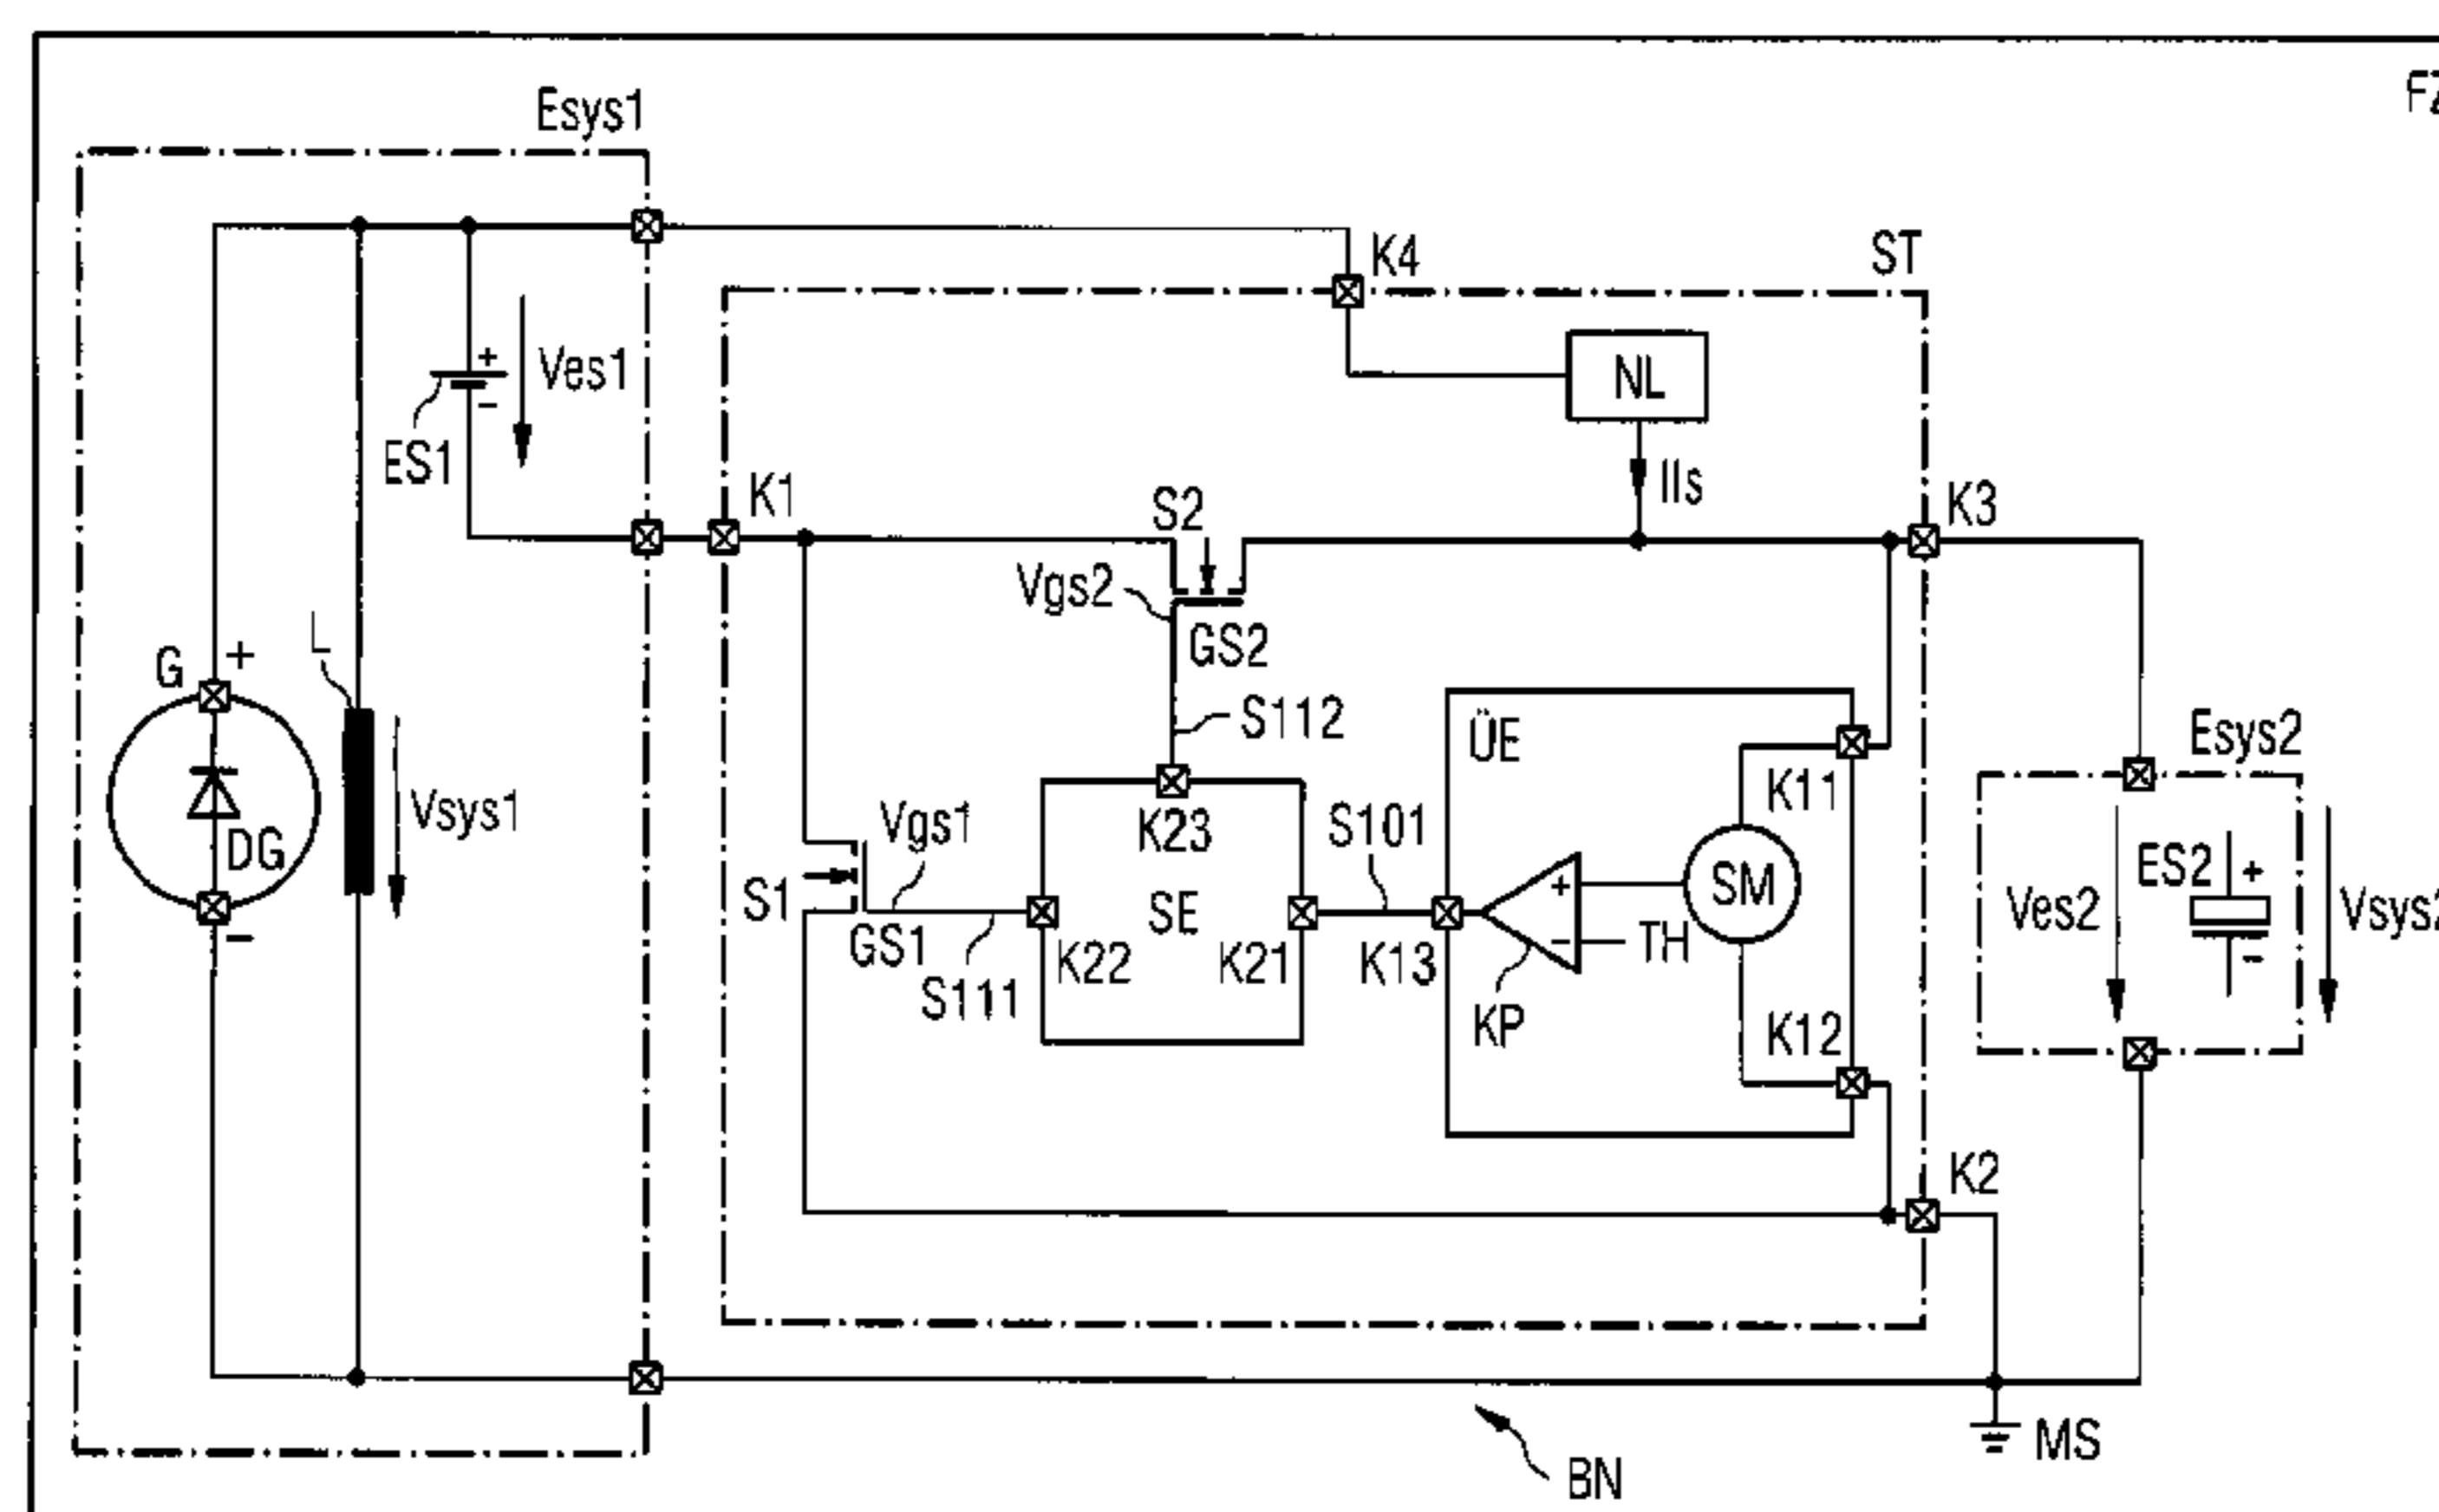 Esys1
K4
ST
+
Ves1
-
ES1
NL
IIs
K1
S2
K3
Vgs2
GS2
G
+
L
S112
ÜE
Esys2
K11
Vsys1
DG
Vgs1
K23
S101
SM
ES2
+
Ves2
S1
SE
+
-
TH
GS1
K22
K21
K13
-
-
S111
KP
K12
K2
MS
BN